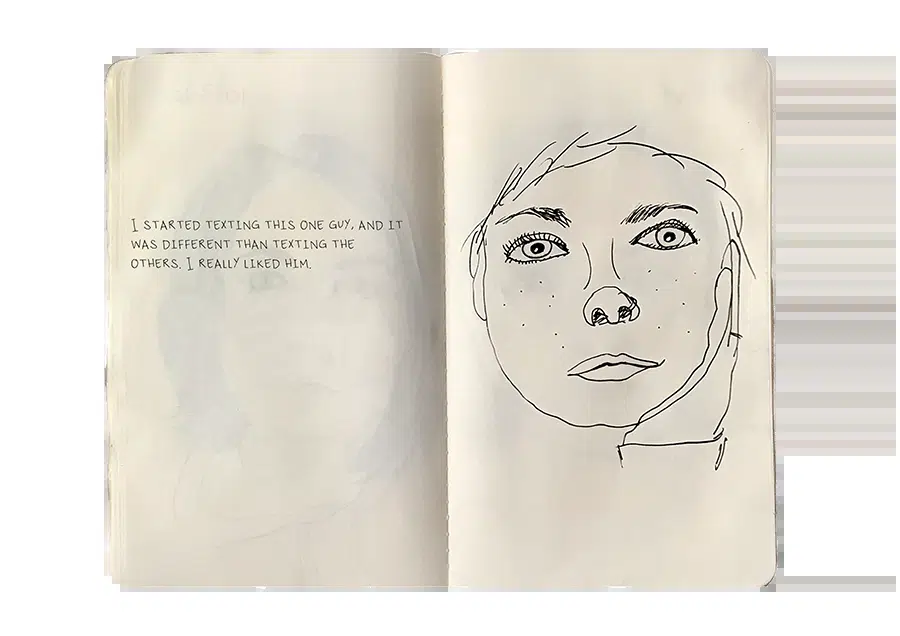 I STARTED TEXTING THIS ONE GUY, AND IT
WAS DIFFERENT THAN TEXTING THE
OTHERS. I REALLY LIKED HIM.